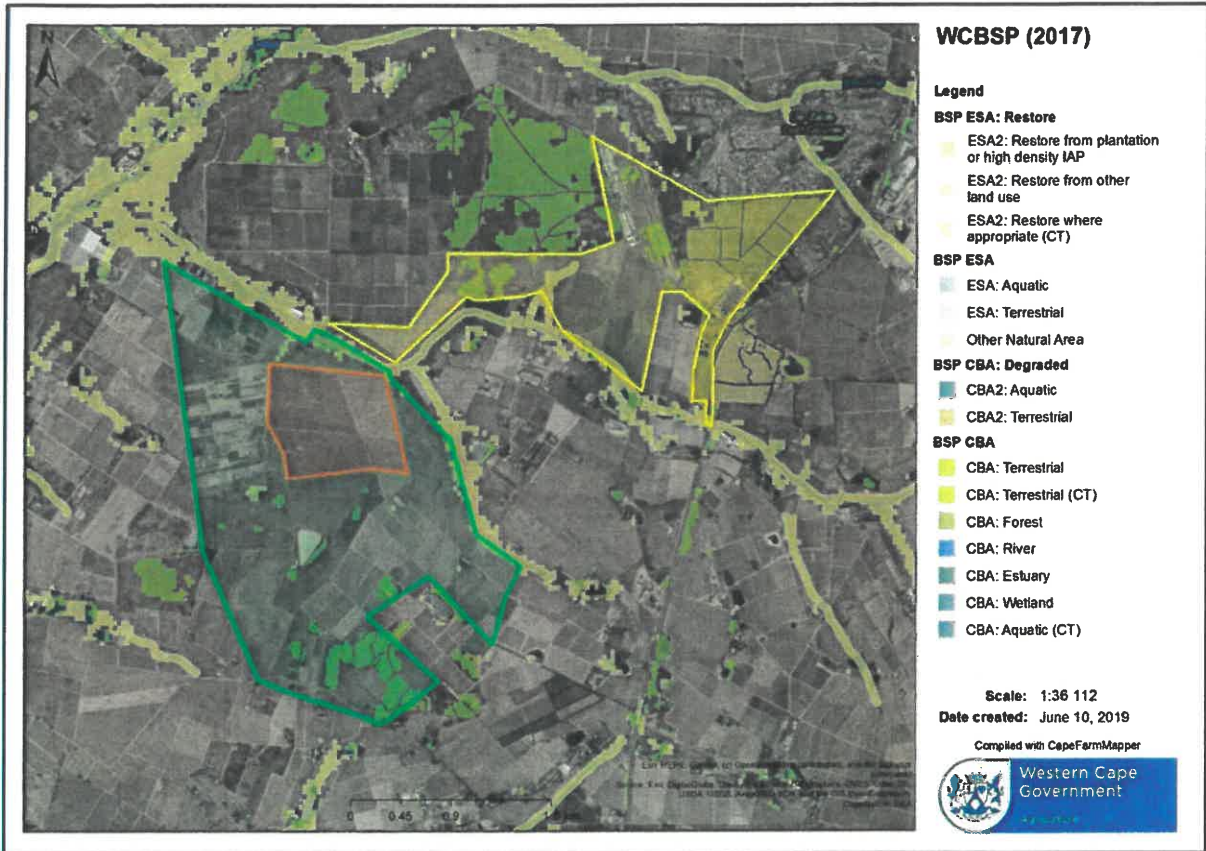 WCBSP (2017)
Legend
BSP ESA: Restore
ESA2: Restore from plantation
or high density IAP
ESA2: Restore from other
land use
ESA2: Restore where
appropriate (CT)
BSP ESA
ESA: Aquatic
ESA: Terrestrial
Other Natural Area
BSP CBA: Degraded
CBA2: Aquatic
CBA2: Terrestrial
BSP CBA
CBA: Terrestrial
CBA: Terrestrial (CT)
CBA: Forest
CBA: River
CBA: Estuary
CBA: Wetland
CBA: Aquatic (CT)
Scale: 1:36 112
Date created: June 10, 2019
Compiled with CapeFarmMapper
Western Cape
Government
Agriculture
N
0 0.45 0.9